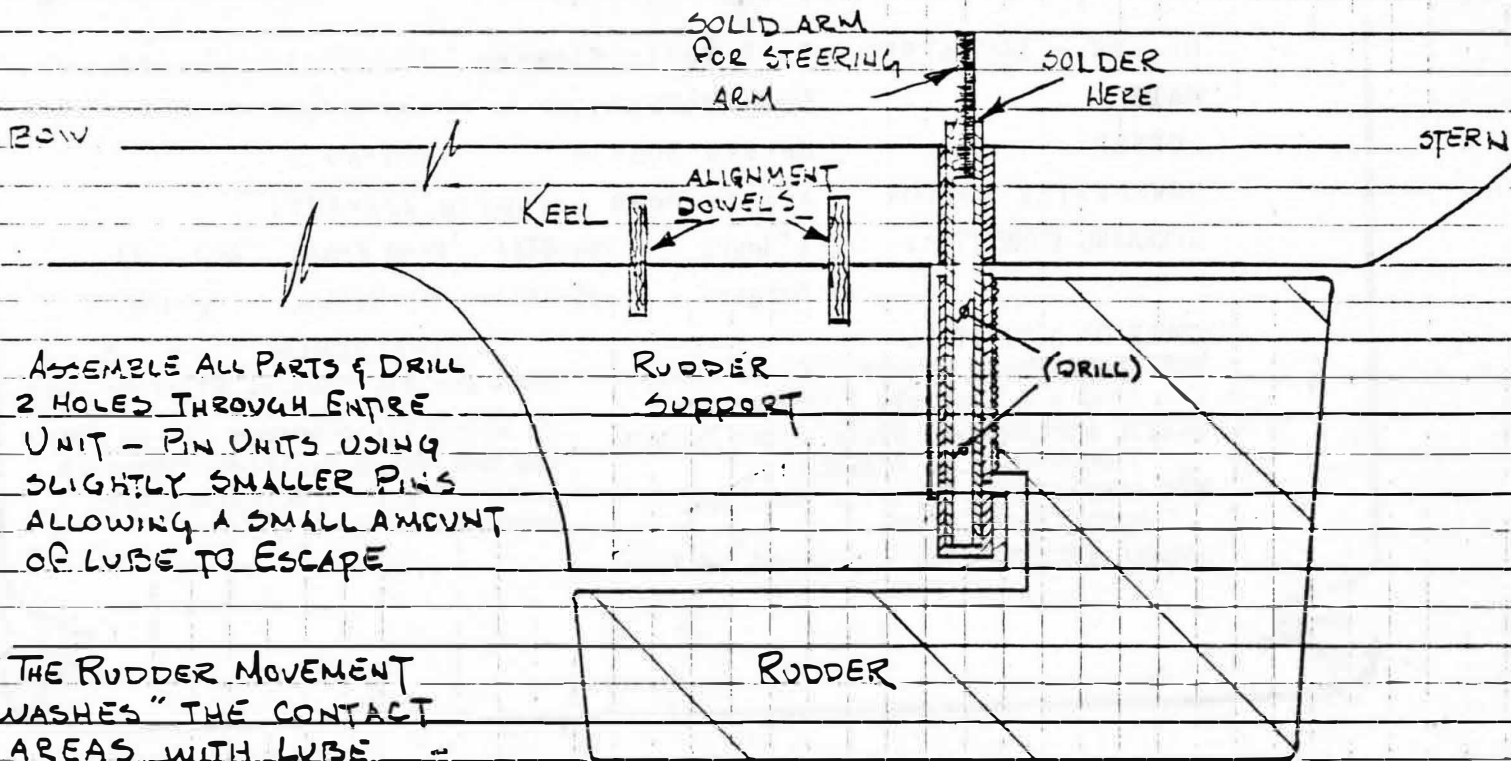 SOLID ARM
FOR STEERING
ARM
SOLDER
HERE
BOW
STERN
KEEL
ALIGNMENT
DOWELS
ASSEMBLE ALL PARTS & DRILL
2 HOLES THROUGH ENTIRE
UNIT - PIN UNITS USING
SLIGHTLY SMALLER PINS
ALLOWING A SMALL AMOUNT
OF LUBE TO ESCAPE
RUDDER
SUPPORT
(DRILL)
THE RUDDER MOVEMENT
WASHES" THE CONTACT
AREAS WITH LUBE -
RUDDER